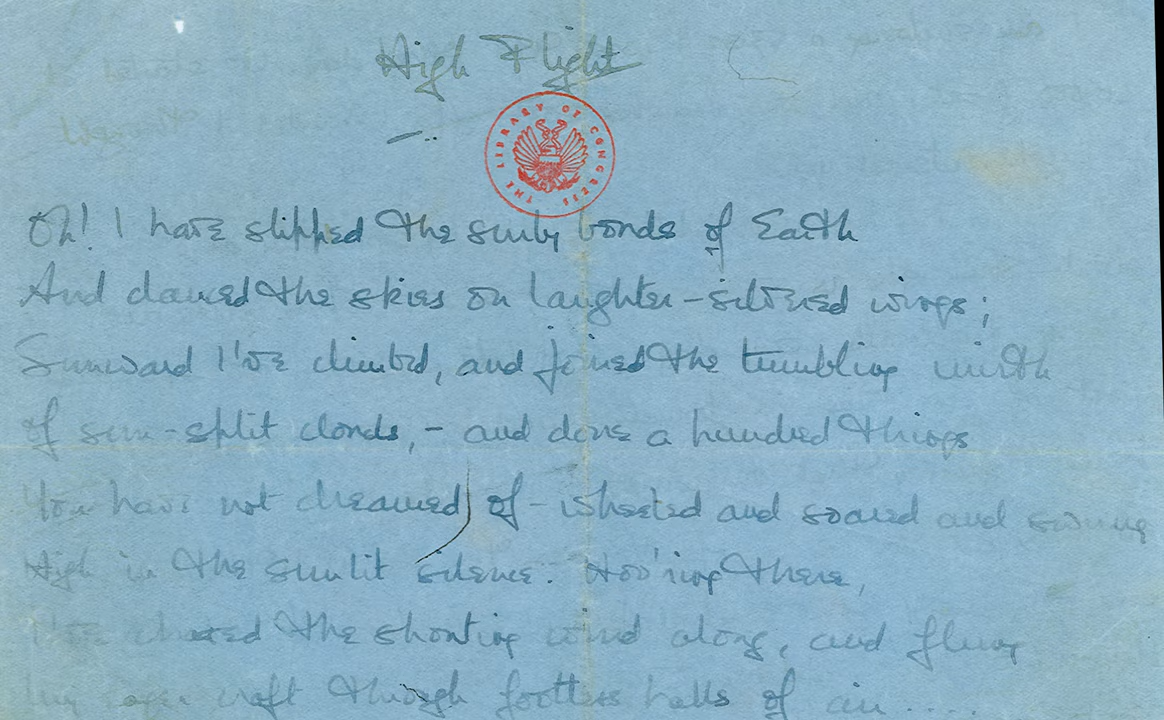 High Flight
THE LIBRARY OF CONGRESS
Oh! I have slipped the surly bonds of Earth
And danced the skies on laughter-silvered wings;
Sunward I've climbed, and joined the tumbling mirth
of sun-split clouds, - and done a hundred things
You have not dreamed of - wheeled and soared and swung
High in the sunlit silence. Hov'ring there,
I've chased the shouting wind along, and flung
My eager craft through footless halls of air ....